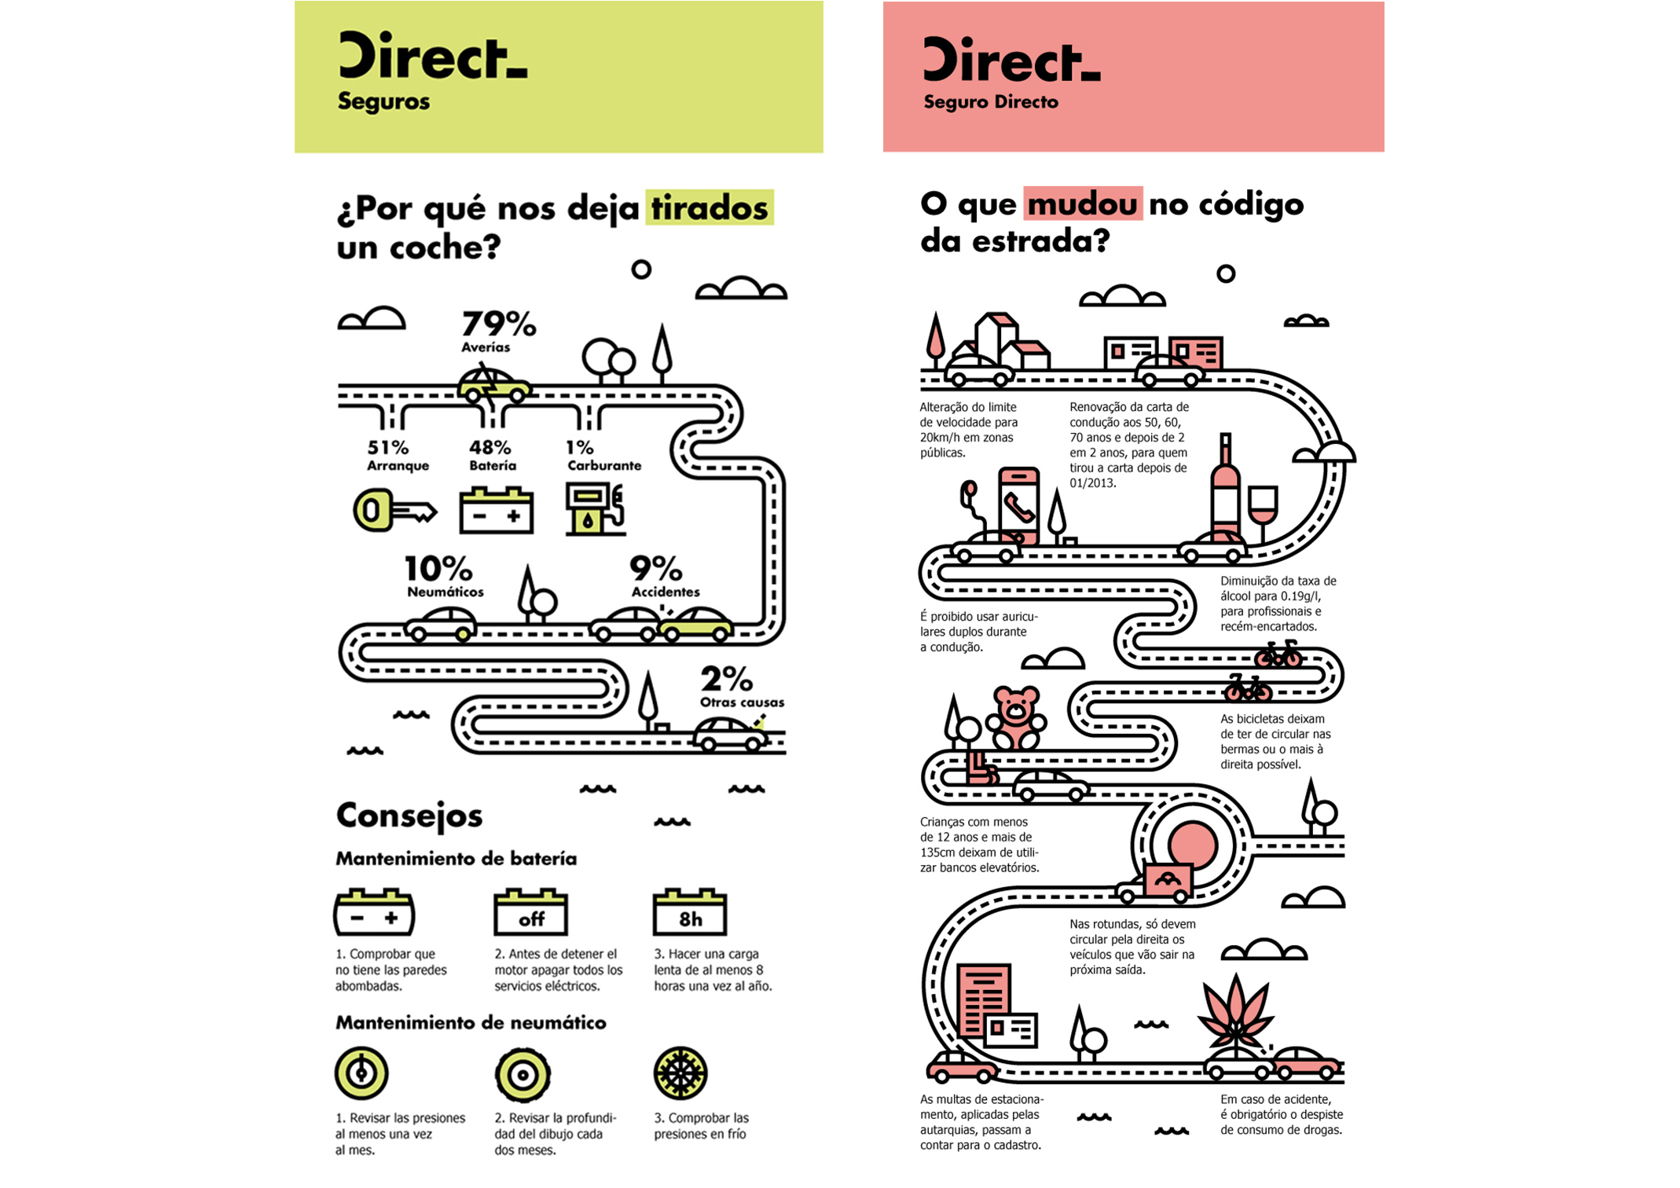 Direct_
Seguros
¿Por qué nos deja tirados
un coche?
79%
Averías
51%
Arranque
48%
Batería
1%
Carburante
- +
10%
Neumáticos
9%
Accidentes
2%
Otras causas
Consejos
Mantenimiento de batería
- +
off
8h
1. Comprobar que
no tiene las paredes
abombadas.
2. Antes de detener el
motor apagar todos los
servicios eléctricos.
3. Hacer una carga
lenta de al menos 8
horas una vez al año.
Mantenimiento de neumático
1. Revisar las presiones
al menos una vez
al mes.
2. Revisar la profundi-
dad del dibujo cada
dos meses.
3. Comprobar las
presiones en frío
Direct_
Seguro Directo
O que mudou no código
da estrada?
Alteração do limite
de velocidade para
20km/h em zonas
públicas.
Renovação da carta de
condução aos 50, 60,
70 anos e depois de 2
em 2 anos, para quem
tirou a carta depois de
01/2013.
É proibido usar auricu-
lares duplos durante
a condução.
Diminuição da taxa de
álcool para 0.19g/l,
para profissionais e
recém-encartados.
As bicicletas deixam
de ter de circular nas
bermas ou o mais à
direita possível.
Crianças com menos
de 12 anos e mais de
135cm deixam de utili-
zar bancos elevatórios.
Nas rotundas, só devem
circular pela direita os
veículos que vão sair na
próxima saída.
As multas de estaciona-
mento, aplicadas pelas
autarquias, passam a
contar para o cadastro.
Em caso de acidente,
é obrigatório o despiste
de consumo de drogas.